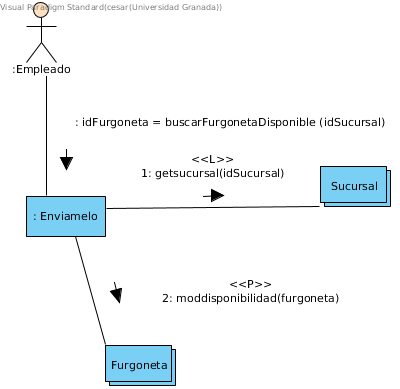 Visual Paradigm Standard(cesar(Universidad Granada))
:Empleado
: idFurgoneta = buscarFurgonetaDisponible (idSucursal)
<<L>>
1: getsucursal(idSucursal)
Sucursal
: Enviamelo
<<P>>
2: moddisponibilidad(furgoneta)
Furgoneta